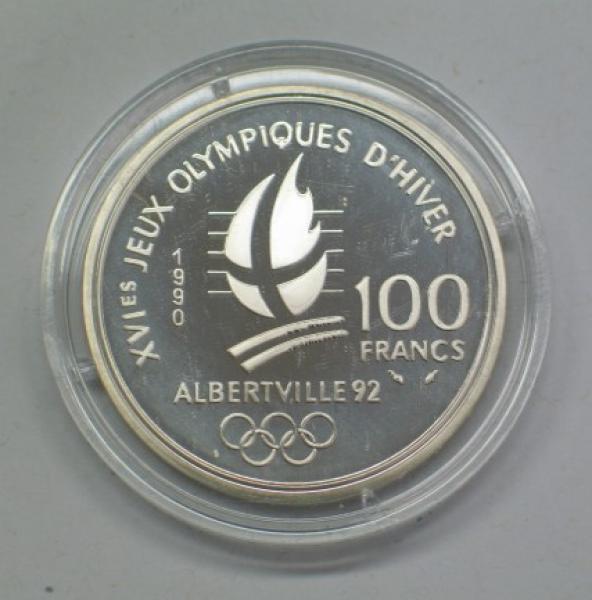 XVIES JEUX OLYMPIQUES D'HIVER
1990
100
FRANCS
ALBERTVILLE 92